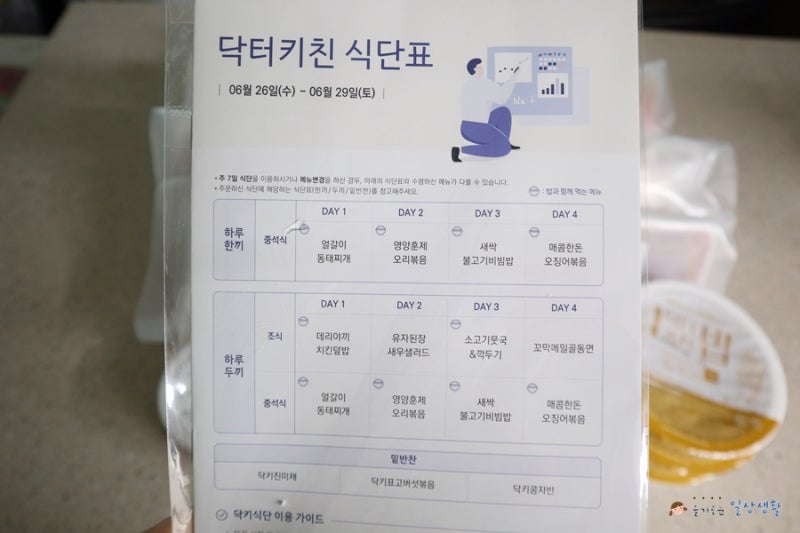 닥터키친 식단표
| 06월 26일(수) – 06월 29일(토) |
• 주 7일 식단을 이용하시거나 메뉴변경을 하신 경우, 아래의 식단표와 수령하신 메뉴가 다를 수 있습니다.
• 주문하신 식단에 해당하는 식단표(한끼/두끼/밑반찬)를 참고해주세요.
: 밥과 함께 먹는 메뉴
DAY 1 DAY 2 DAY 3 DAY 4
하루 한끼
중석식
얼갈이 동태찌개
영양훈제 오리볶음
새싹 불고기비빔밥
매콤한돈 오징어볶음
DAY 1 DAY 2 DAY 3 DAY 4
하루 두끼
조식
데리야끼 치킨덮밥
유자된장 새우샐러드
소고기뭇국 &깍두기
꼬막메밀골동면
중석식
얼갈이 동태찌개
영양훈제 오리볶음
새싹 불고기비빔밥
매콤한돈 오징어볶음
밑반찬
닥키진미채 닥키표고버섯볶음 닥키콩자반
닥키식단 이용 가이드
밥
즐기로운 일상생활